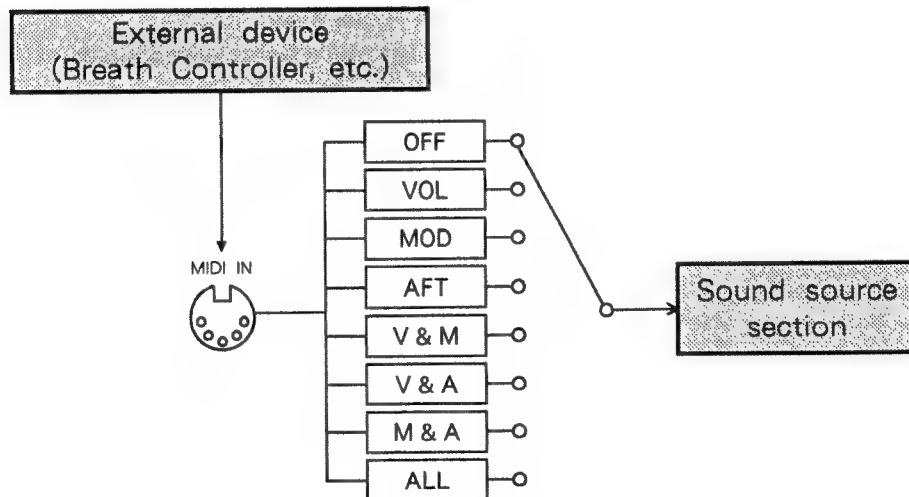 External device
(Breath Controller, etc.)
OFF
VOL
MOD
MIDI IN
AFT
Sound source
section
V & M
V & A
M & A
ALL